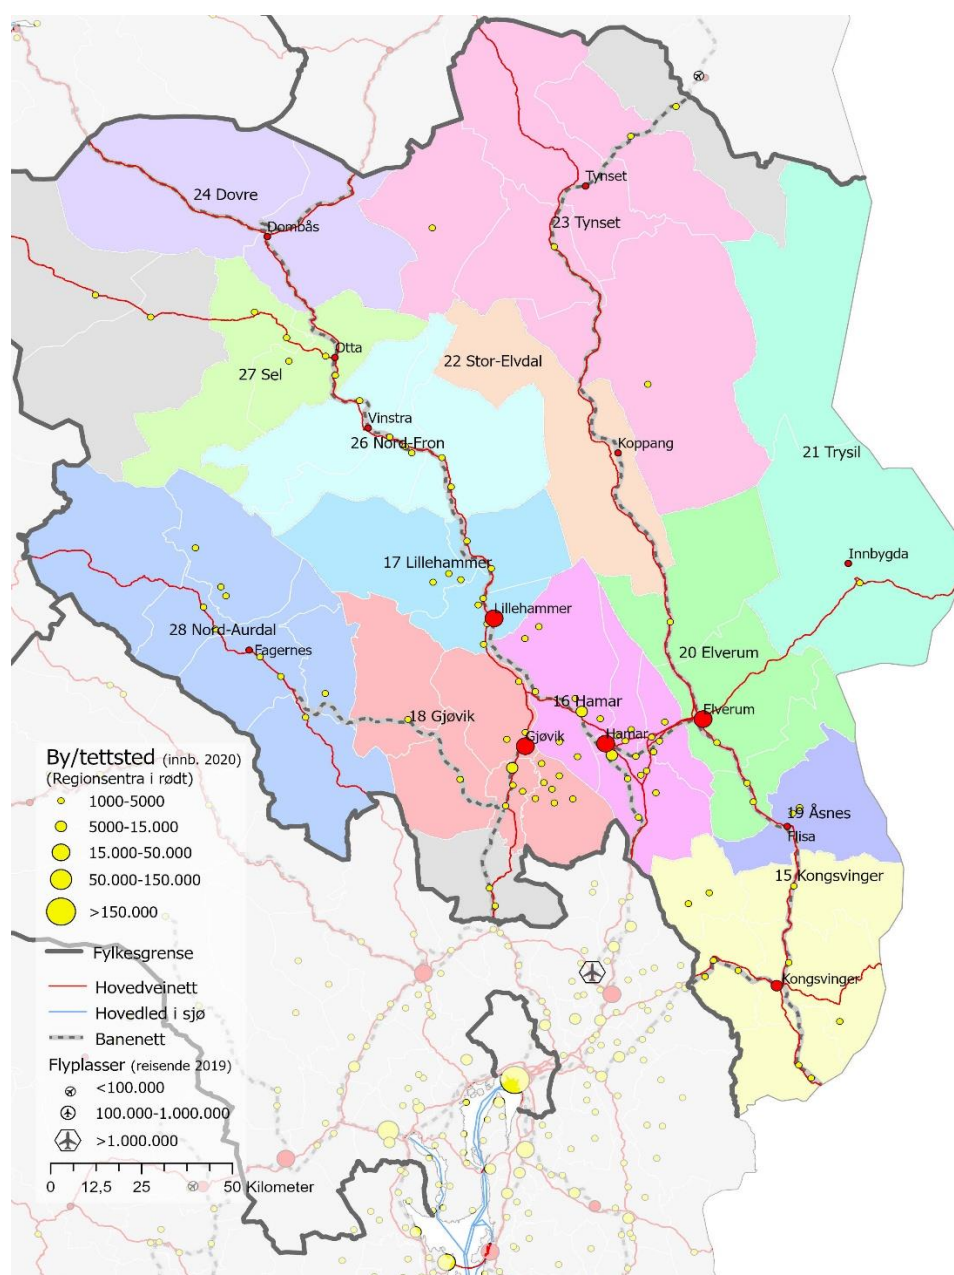 Tynset
24 Dovre
23 Tynset
Dombås
Otta
22 Stor-Elvdal
27 Sel
Vinstra
26 Nord-Fron
Koppang
21 Trysil
Innbygda
17 Lillehammer
Lillehammer
28 Nord-Aurdal
Fagernes
20 Elverum
16 Hamar
Elverum
18 Gjøvik
Gjøvik
Hamar
19 Åsnes
Flisa
15 Kongsvinger
Kongsvinger
By/tettsted (innb. 2020)
(Regionsentra i rødt)
1000-5000
5000-15.000
15.000-50.000
50.000-150.000
>150.000
Fylkesgrense
Hovedveinett
Hovedled i sjø
Banenett
Flyplasser (reisende 2019)
<100.000
100.000-1.000.000
>1.000.000
0 12,5 25 50 Kilometer